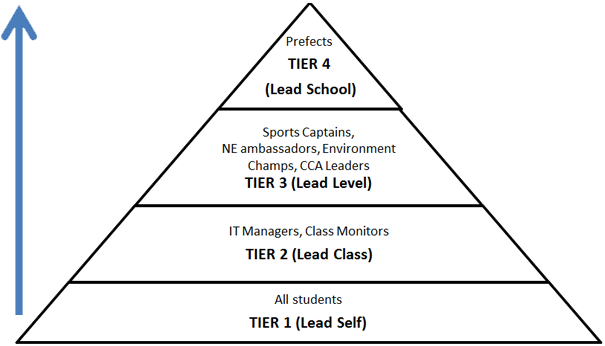 Prefects
TIER 4
(Lead School)
Sports Captains,
NE ambassadors, Environment
Champs, CCA Leaders
TIER 3 (Lead Level)
IT Managers, Class Monitors
TIER 2 (Lead Class)
All students
TIER 1 (Lead Self)